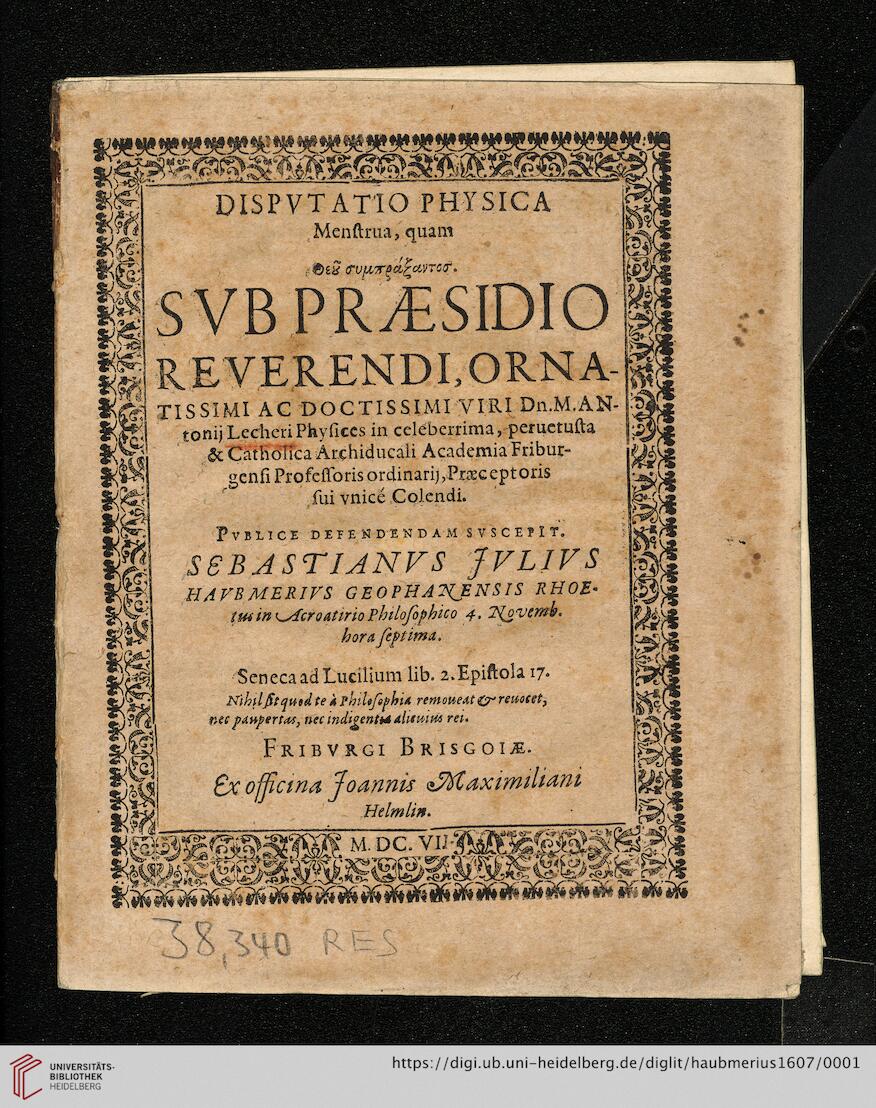 DISPVTATIO PHYSICA
Menſtrua, quam
Θεȣ͂ συμπράξαντοσ.
SVB PRÆSIDIO
REVERENDI, ORNA-
TISSIMI AC DOCTISSIMI VIRI Dn. M. AN-
tonij Lecheri Phyſices in celeberrima, peruetuſta
& Catholica Archiducali Academia Fribur-
genſi Profeſſoris ordinarij, Præceptoris
ſui vnicé Colendi.
PVBLICE DEFENDENDAM SVSCEPIT.
SEBASTIANVS JVLIVS
HAVBMERIVS GEOPHANENSIS RHOE-
tus in Acroatirio Philoſophico 4. Novemb.
hora ſeptima.
Seneca ad Lucilium lib. 2. Epiſtola 17.
Nihil ſit quod te à Philoſophia removeat & revocet,
nec paupertas, nec indigentia alicuius rei.
FRIBVRGI BRISGOIÆ.
Ex officina Joannis Maximiliani
Helmlin.
M. DC. VII.
38,340 RES
UNIVERSITÄTS-
BIBLIOTHEK
HEIDELBERG
https://digi.ub.uni-heidelberg.de/diglit/haubmerius1607/0001